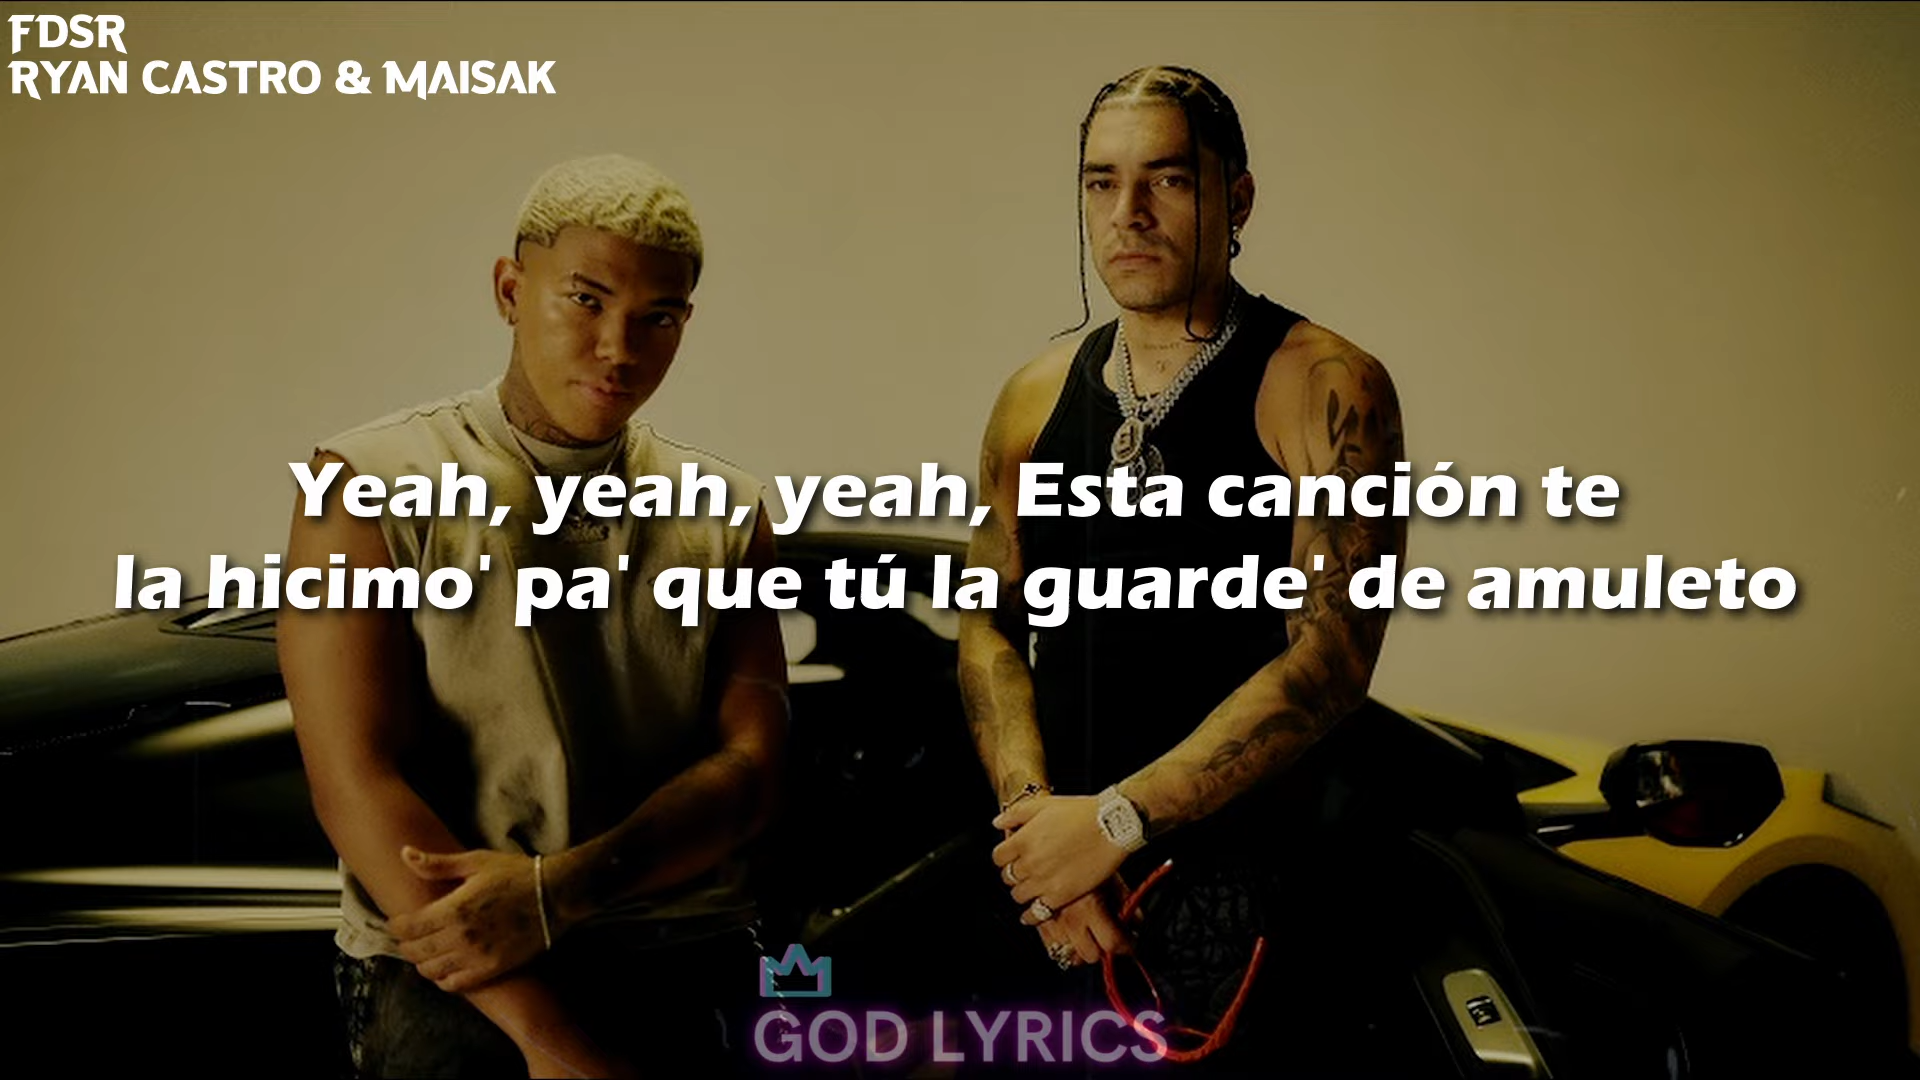 FDSR
RYAN CASTRO & MAISAK
Yeah, yeah, yeah, Esta canción te
la hicimo' pa' que tú la guarde' de amuleto
GOD LYRICS